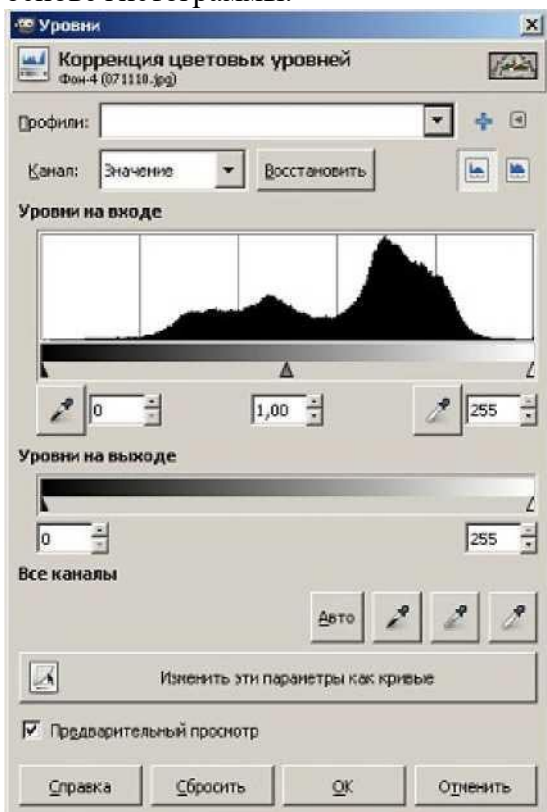 Уровни
Коррекция цветовых уровней
Фон-4 (071110.jpg)
Профили:
Канал: Значение Восстановить
Уровни на входе
0 1,00 255
Уровни на выходе
0 255
Все каналы
Авто
Изменить эти параметры как кривые
Предварительный просмотр
Справка Сбросить OK Отменить